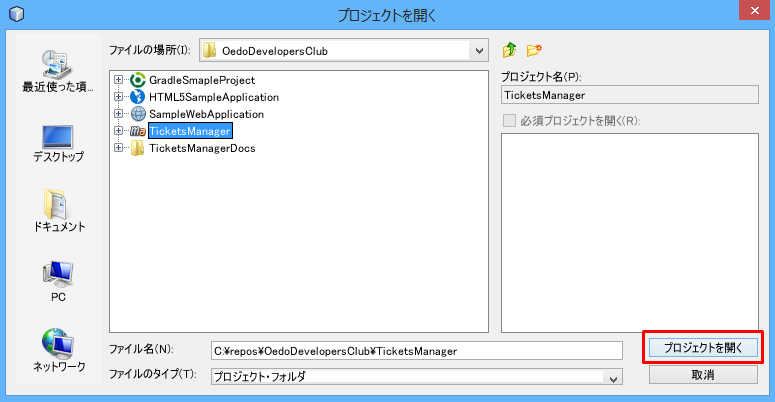 プロジェクトを開く
ファイルの場所(I):
OedoDevelopersClub
最近使った項...
デスクトップ
ドキュメント
PC
ネットワーク
GradleSmapleProject
HTML5SampleApplication
SampleWebApplication
TicketsManager
TicketsManagerDocs
プロジェクト名(P):
TicketsManager
必須プロジェクトを開く(R):
ファイル名(N):
C:¥repos¥OedoDevelopersClub¥TicketsManager
プロジェクトを開く
ファイルのタイプ(T):
プロジェクト・フォルダ
取消